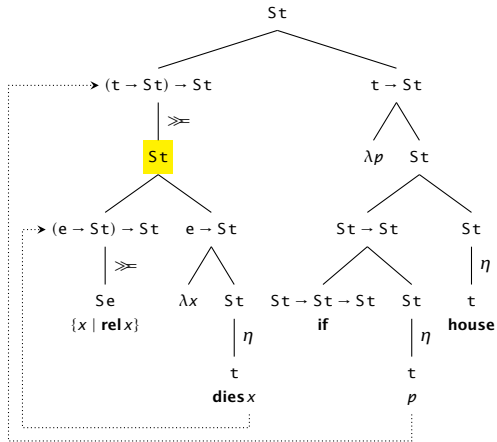 St
(t → St) → St t → St
≫=
St λp St
(e → St) → St e → St St → St St
≫= η
Se λx St St → St → St St t
{x | rel x} if house
η η
t t
dies x p